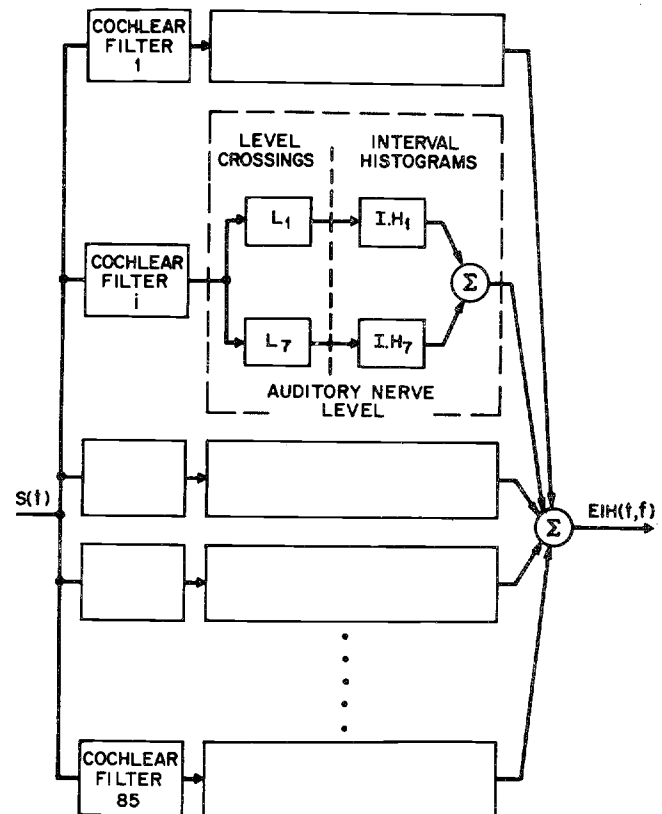 COCHLEAR
FILTER
1
LEVEL
CROSSINGS
INTERVAL
HISTOGRAMS
L1
I.H1
COCHLEAR
FILTER
i
Σ
L7
I.H7
AUDITORY NERVE
LEVEL
S(t)
Σ
EIH(t,f)
COCHLEAR
FILTER
85